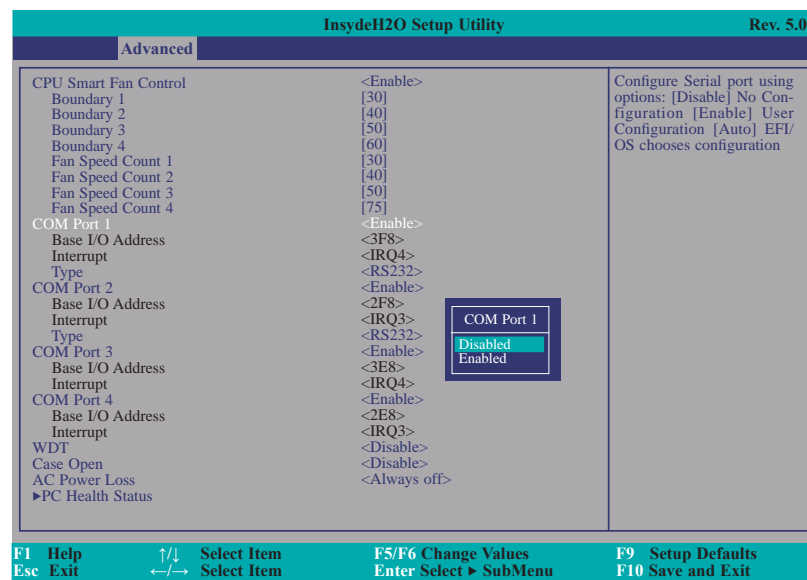 InsydeH2O Setup Utility Rev. 5.0
Advanced
CPU Smart Fan Control <Enable>
Boundary 1 [30]
Boundary 2 [40]
Boundary 3 [50]
Boundary 4 [60]
Fan Speed Count 1 [30]
Fan Speed Count 2 [40]
Fan Speed Count 3 [50]
Fan Speed Count 4 [75]
COM Port 1 <Enable>
Base I/O Address <3F8>
Interrupt <IRQ4>
Type <RS232>
COM Port 2 <Enable>
Base I/O Address <2F8>
Interrupt <IRQ3>
Type <RS232>
COM Port 3 <Enable>
Base I/O Address <3E8>
Interrupt <IRQ4>
COM Port 4 <Enable>
Base I/O Address <2E8>
Interrupt <IRQ3>
WDT <Disable>
Case Open <Disable>
AC Power Loss <Always off>
▶PC Health Status
COM Port 1
Disabled
Enabled
Configure Serial port using
options: [Disable] No Con-
figuration [Enable] User
Configuration [Auto] EFI/
OS chooses configuration
F1 Help ↑/↓ Select Item F5/F6 Change Values F9 Setup Defaults
Esc Exit ←/→ Select Item Enter Select ▶ SubMenu F10 Save and Exit